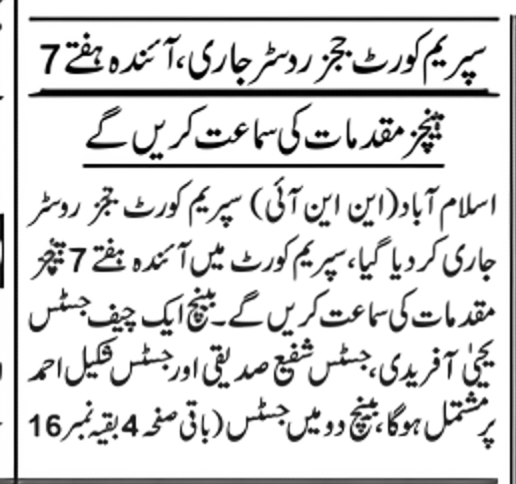 سپریم کورٹ ججز روسٹر جاری، آئندہ ہفتے 7
بینچز مقدمات کی سماعت کریں گے
اسلام آباد (این این آئی) سپریم کورٹ ججز روسٹر
جاری کر دیا گیا، سپریم کورٹ میں آئندہ ہفتے 7 بینچز
مقدمات کی سماعت کریں گے۔ بینچ ایک چیف جسٹس
یحییٰ آفریدی، جسٹس شفیع صدیقی اور جسٹس شکیل احمد
پر مشتمل ہوگا، بینچ دو میں جسٹس (باقی صفحہ 4 بقیہ نمبر 16